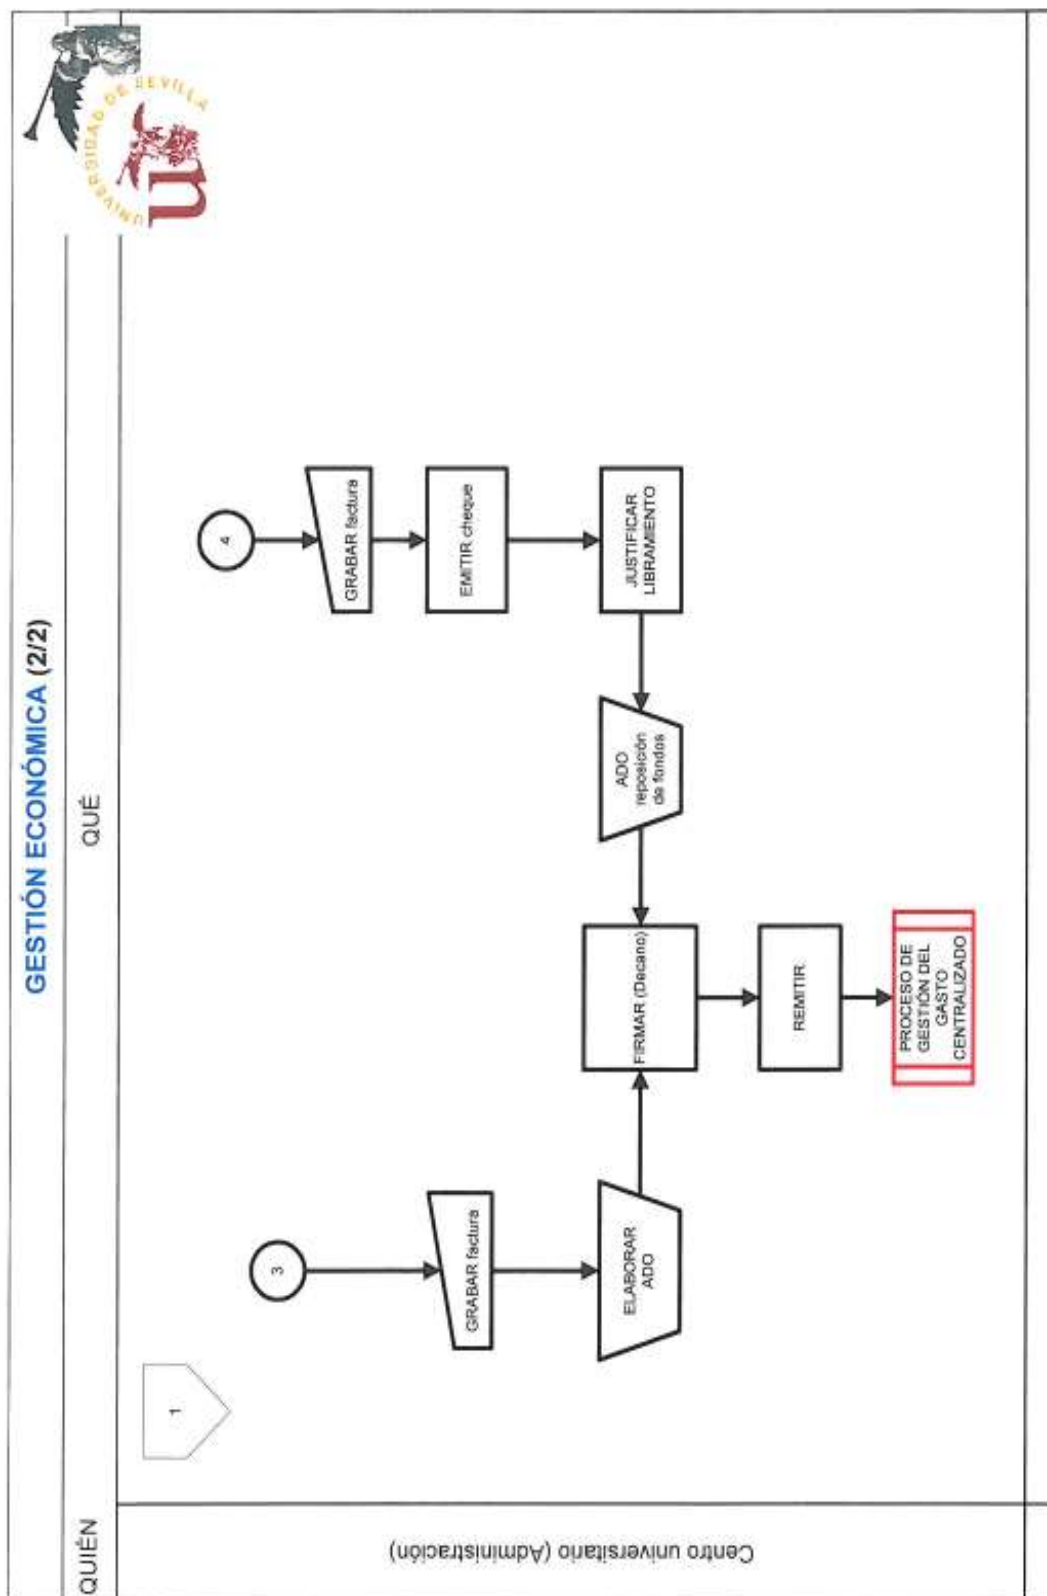 GESTIÓN ECONÓMICA (2/2)
UNIVERSIDAD DE SEVILLA
QUIÉN
QUÉ
Centro universitario (Administración)
1
3
GRABAR factura
ELABORAR
ADO
4
GRABAR factura
EMITIR cheque
JUSTIFICAR
LIBRAMIENTO
ADO
reposición
de fondos
FIRMAR (Decano)
REMITIR
PROCESO DE
GESTIÓN DEL
GASTO
CENTRALIZADO